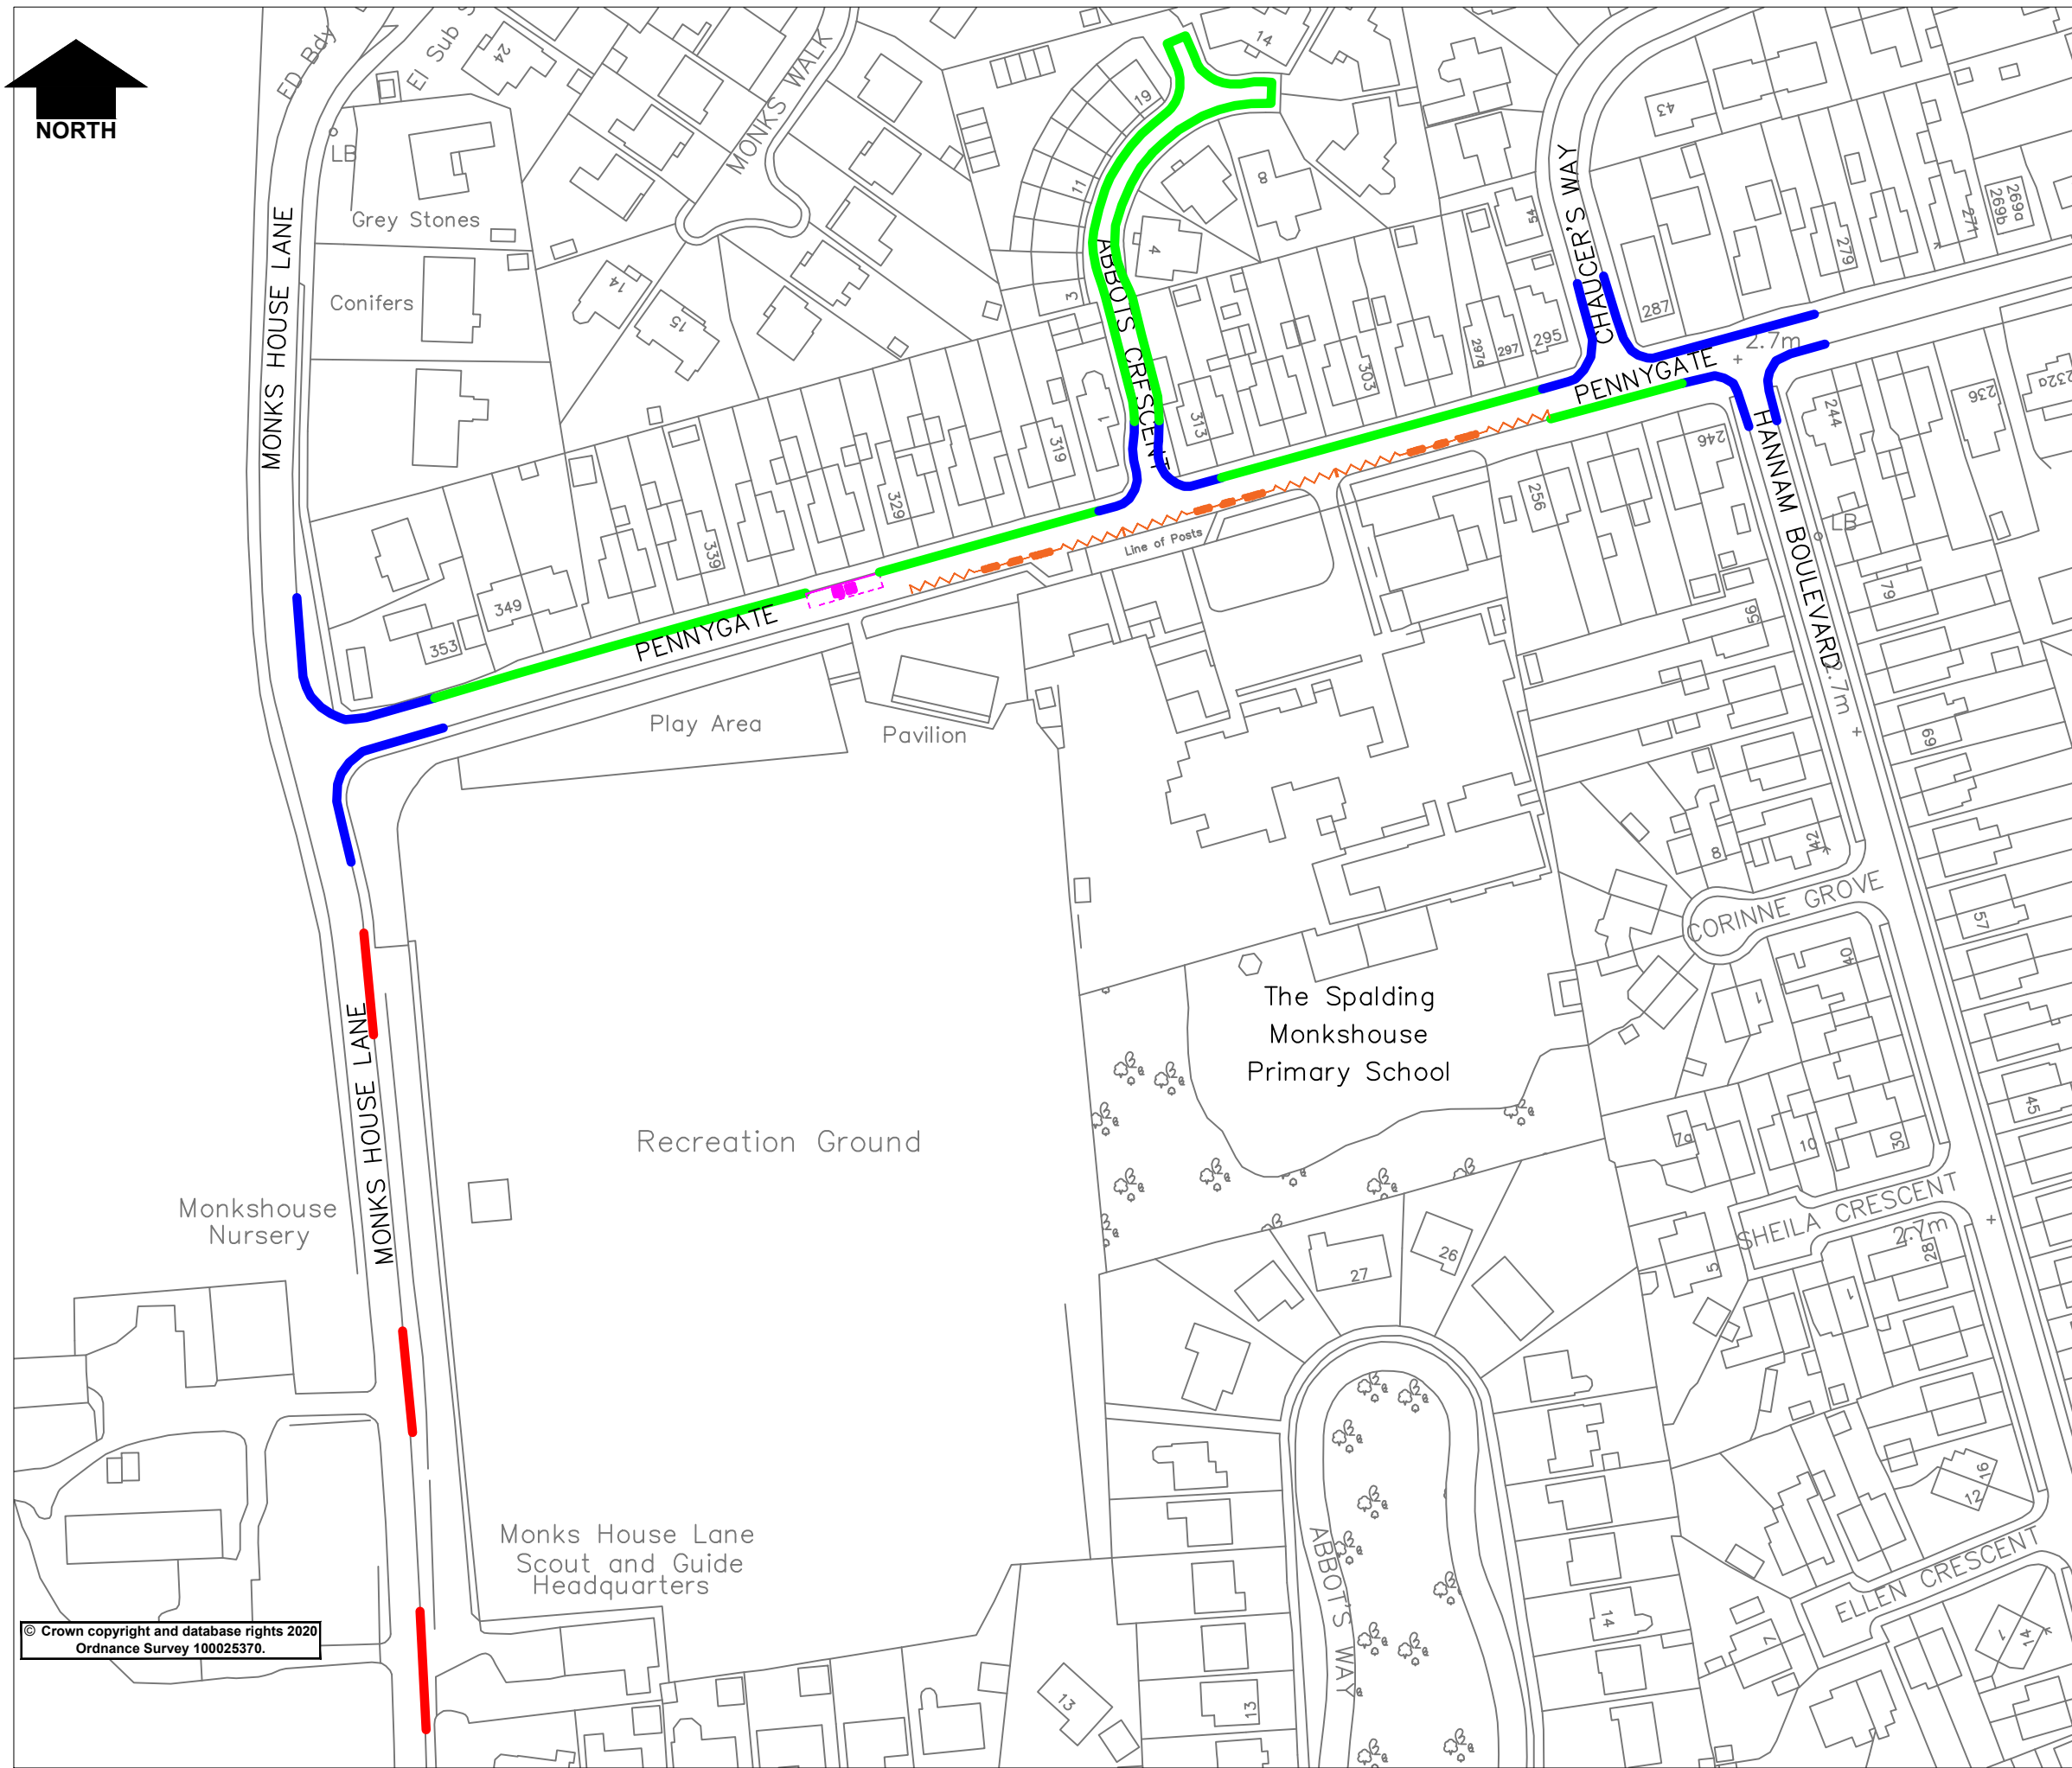 NORTH
ED Bdy
El Sub S
24
MONKS WALK
LB
Grey Stones
Conifers
MONKS HOUSE LANE
14
15
14
19
11
3
8
4
ABBOTS CRESCENT
1
313
319
303
297a
297
295
54
CHAUCER'S WAY
43
287
279
271
269b
269a
2.7m
PENNYGATE
329
339
349
353
PENNYGATE
Line of Posts
256
246
244
236
232a
HANNAM BOULEVARD
LB
79
56
2.7m
69
Play Area
Pavilion
8
42
CORINNE GROVE
57
40
1
The Spalding
Monkshouse
Primary School
MONKS HOUSE LANE
Recreation Ground
Monkshouse
Nursery
7a
10
30
45
SHEILA CRESCENT
2.7m
28
5
1
27
26
16
12
Monks House Lane
Scout and Guide
Headquarters
ABBOT'S WAY
ELLEN CRESCENT
14
7
7
14
13
13
© Crown copyright and database rights 2020
Ordnance Survey 100025370.